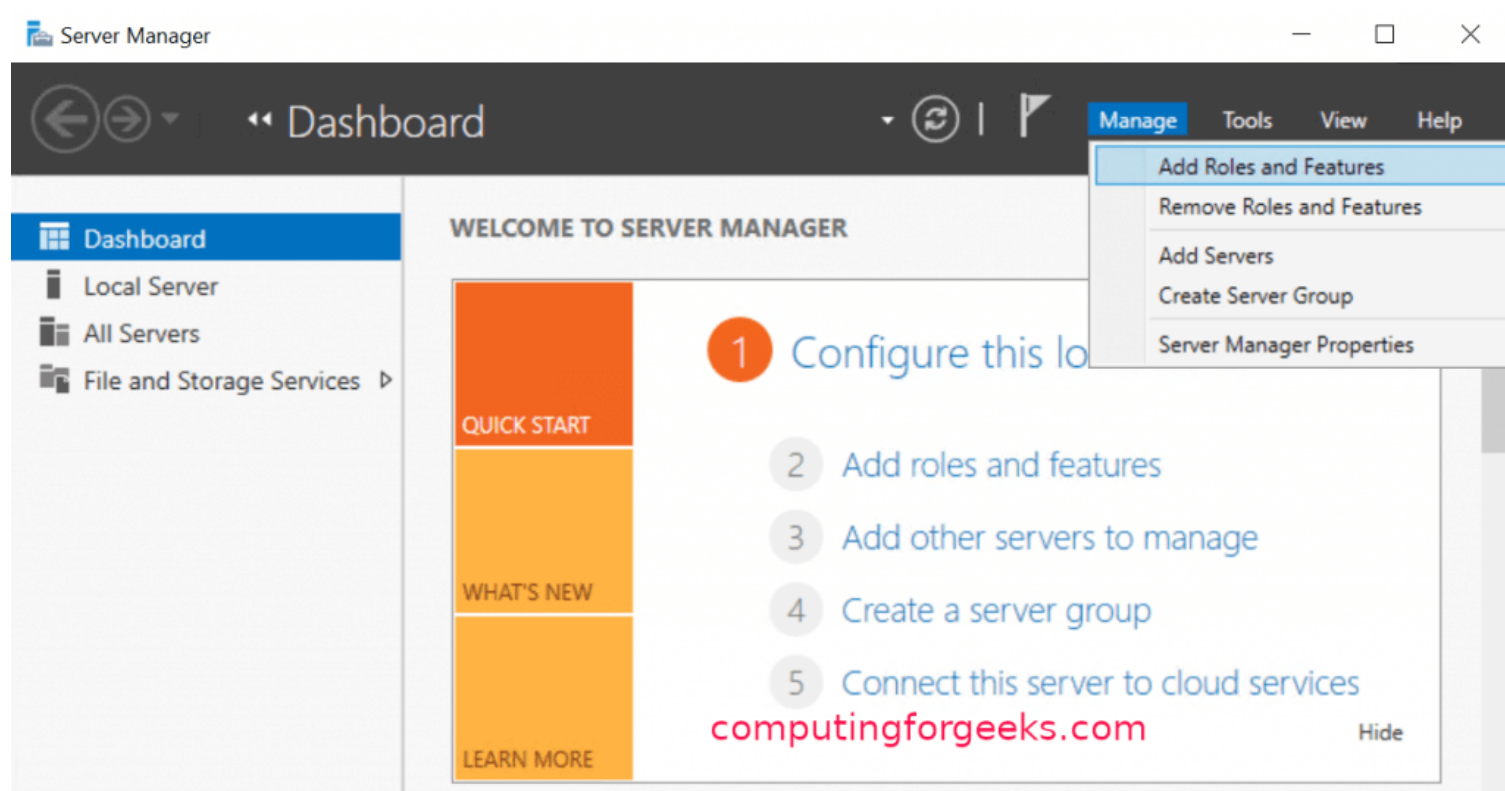 Server Manager
Dashboard
Manage Tools View Help
Add Roles and Features
Remove Roles and Features
Add Servers
Create Server Group
Server Manager Properties
Dashboard
Local Server
All Servers
File and Storage Services
WELCOME TO SERVER MANAGER
QUICK START
WHAT'S NEW
LEARN MORE
1 Configure this lo
2 Add roles and features
3 Add other servers to manage
4 Create a server group
5 Connect this server to cloud services
computingforgeeks.com
Hide